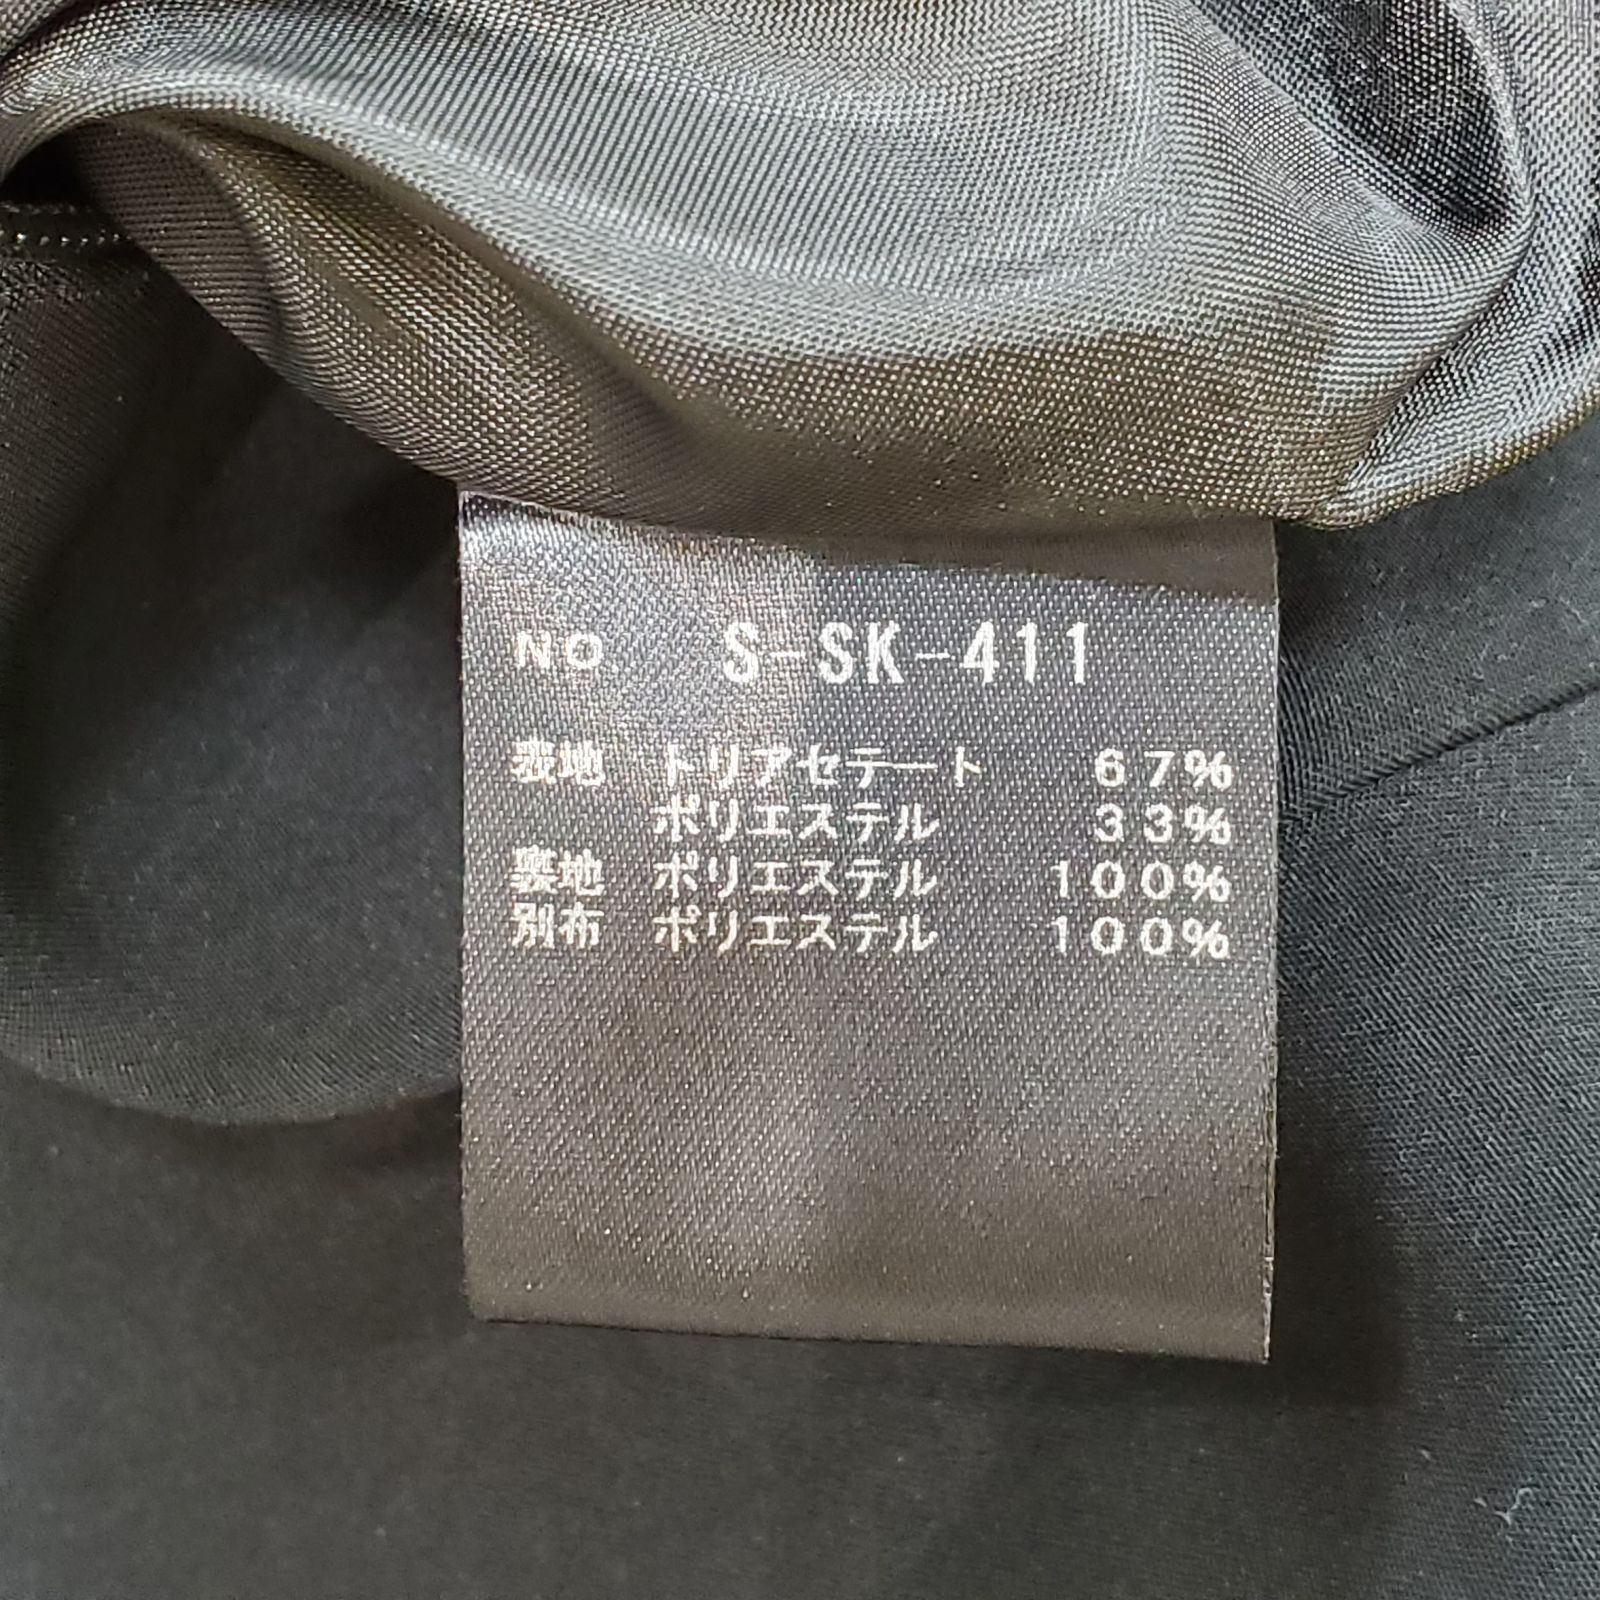 NO S-SK-411
表地 トリアセテート 67%
ポリエステル 33%
裏地 ポリエステル 100%
別布 ポリエステル 100%